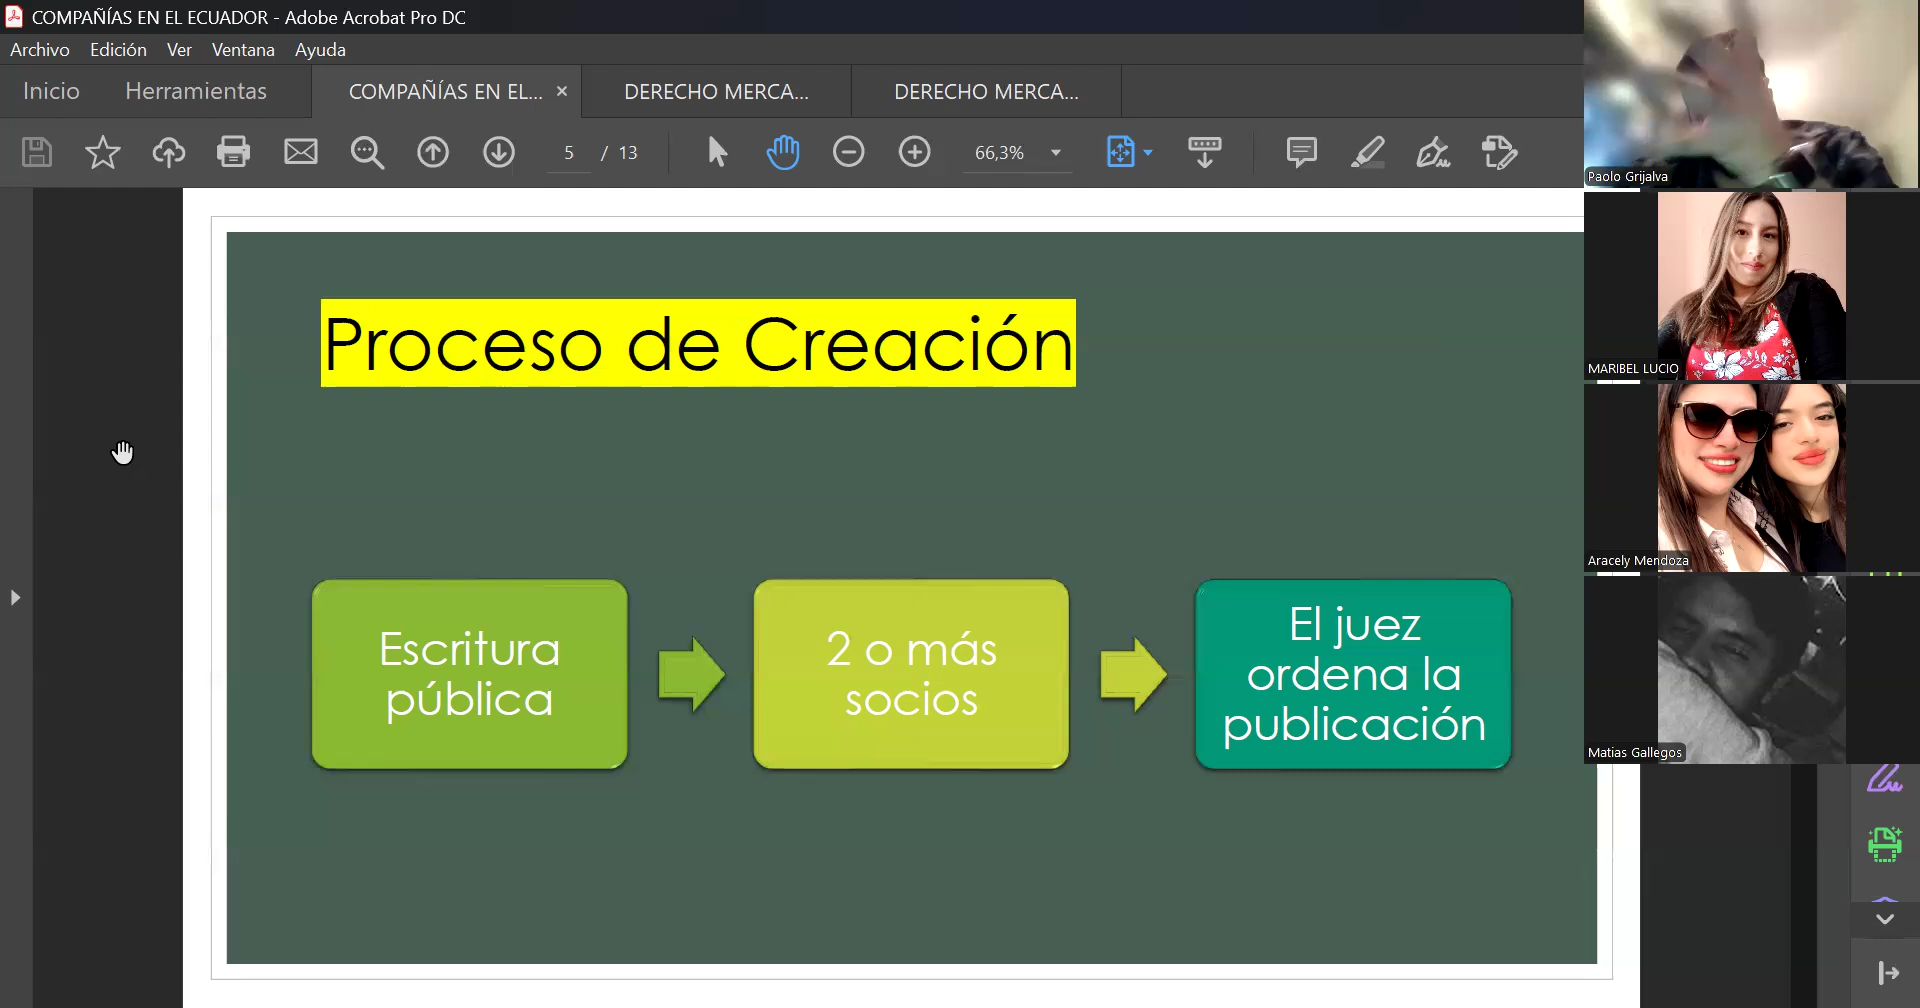 COMPAÑÍAS EN EL ECUADOR - Adobe Acrobat Pro DC
Archivo Edición Ver Ventana Ayuda
Inicio Herramientas COMPAÑÍAS EN EL... × DERECHO MERCA... DERECHO MERCA...
5 / 13 66,3%
Proceso de Creación
Escritura
pública
2 o más
socios
El juez
ordena la
publicación
Paolo Grijalva
MARIBEL LUCIO
Aracely Mendoza
Matias Gallegos